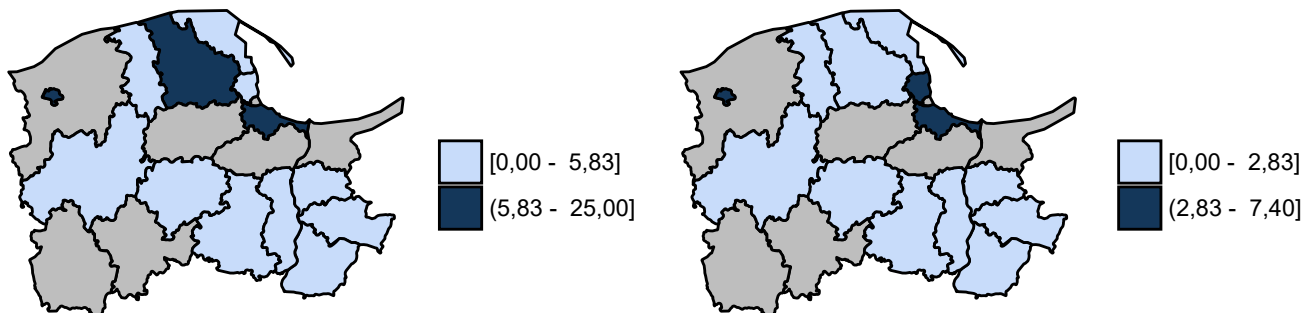 [0,00 - 5,83]
(5,83 - 25,00]
[0,00 - 2,83]
(2,83 - 7,40]